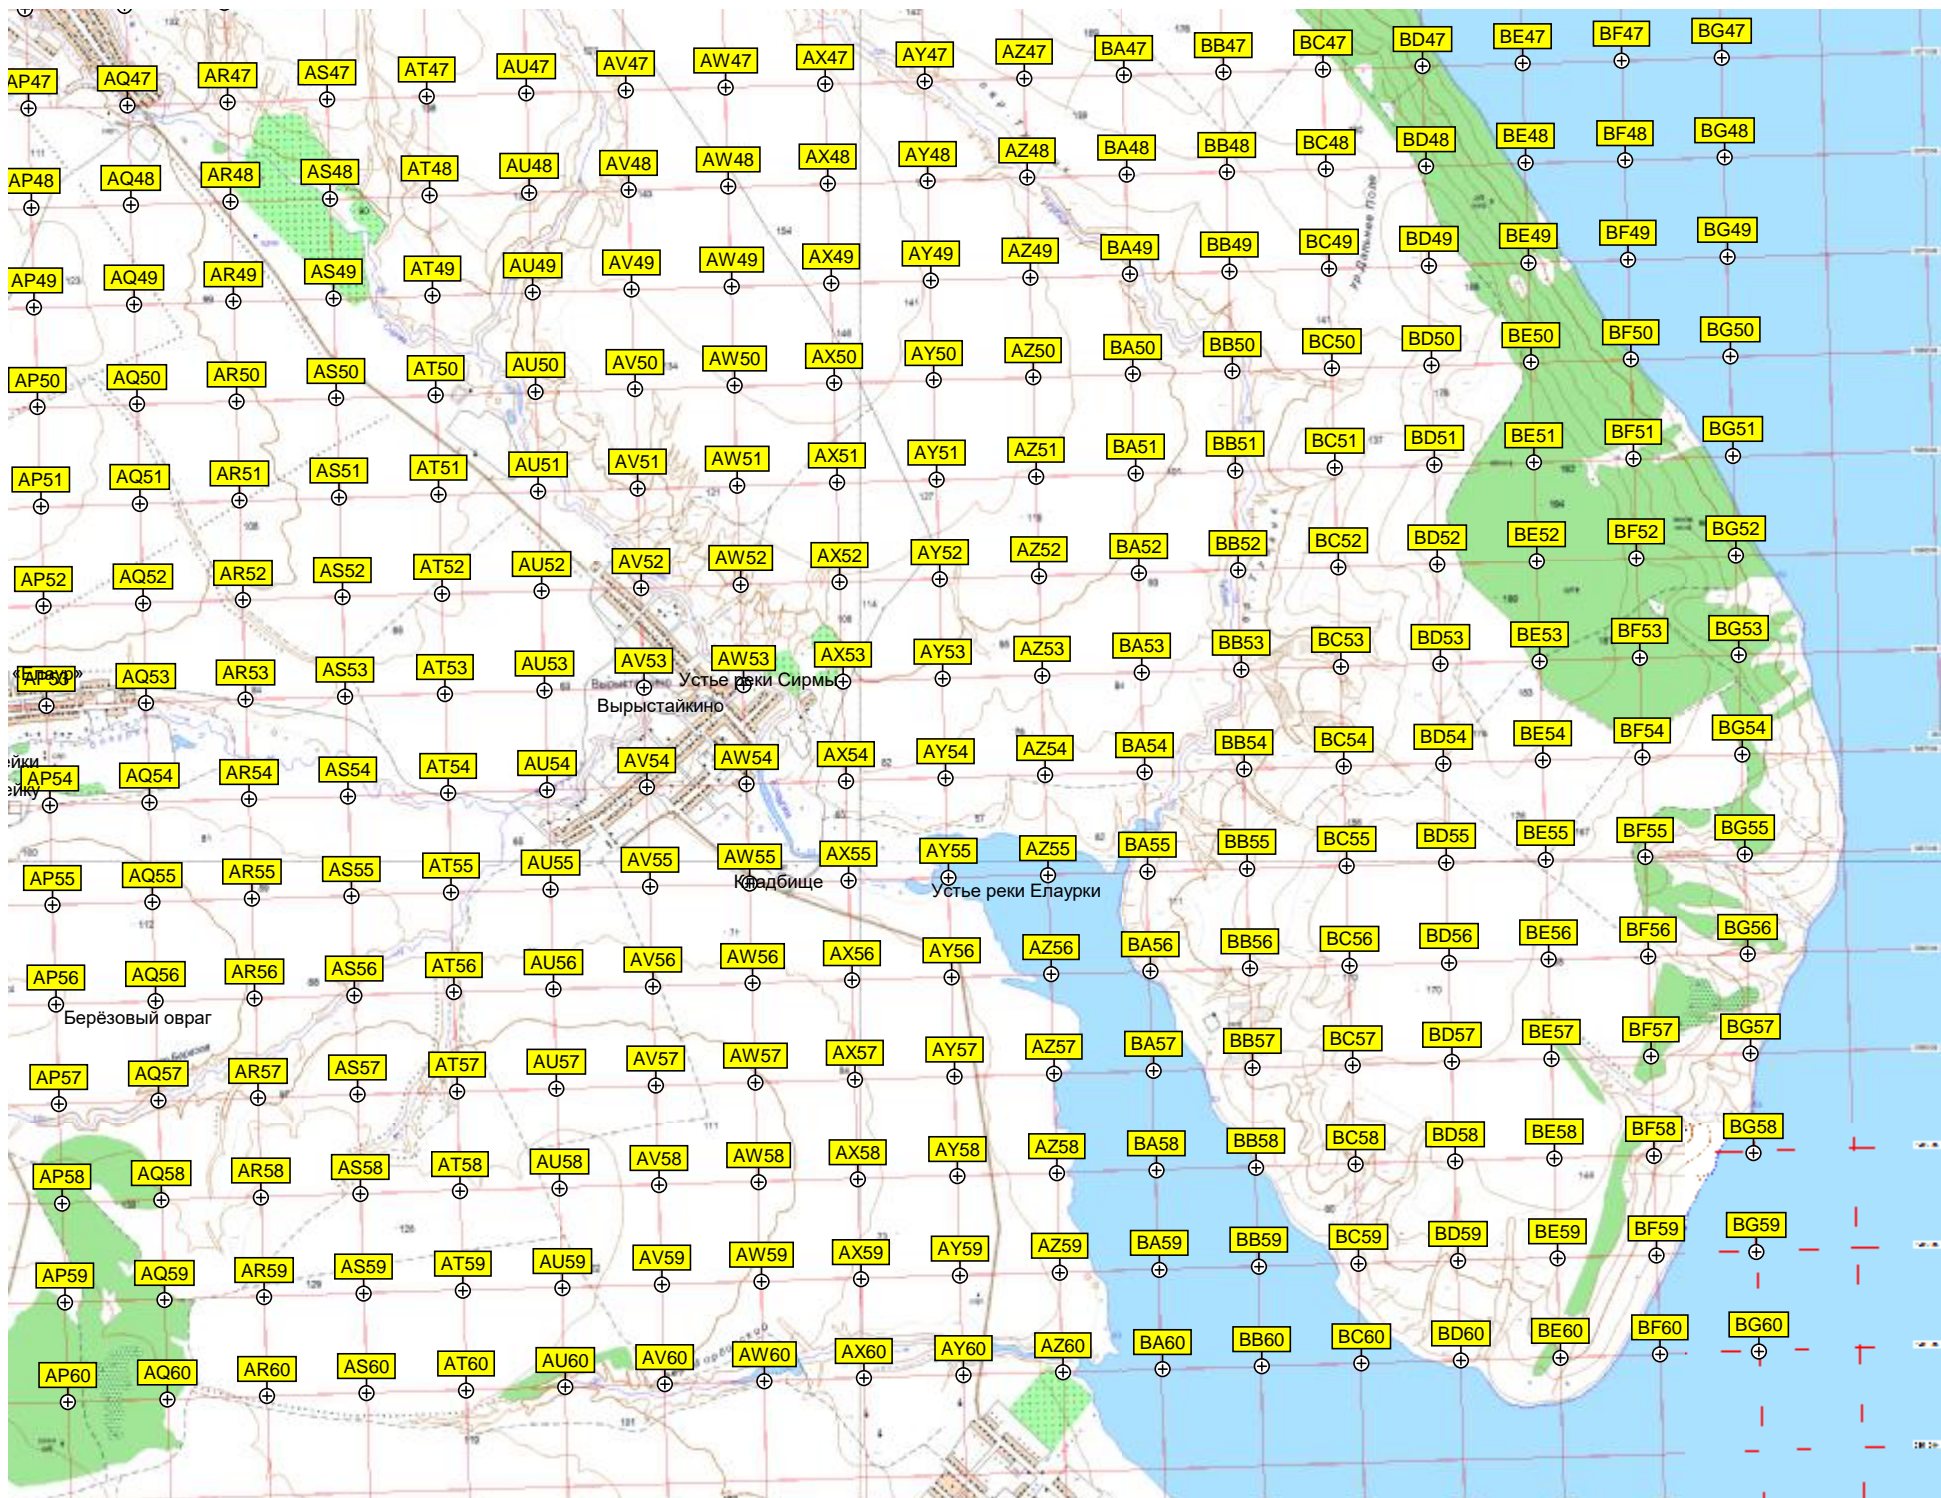 AP47 AQ47 AR47 AS47 AT47 AU47 AV47 AW47 AX47 AY47 AZ47 BA47 BB47 BC47 BD47 BE47 BF47 BG47
AP48 AQ48 AR48 AS48 AT48 AU48 AV48 AW48 AX48 AY48 AZ48 BA48 BB48 BC48 BD48 BE48 BF48 BG48
ур.Дальнее Поле
AP49 AQ49 AR49 AS49 AT49 AU49 AV49 AW49 AX49 AY49 AZ49 BA49 BB49 BC49 BD49 BE49 BF49 BG49
AP50 AQ50 AR50 AS50 AT50 AU50 AV50 AW50 AX50 AY50 AZ50 BA50 BB50 BC50 BD50 BE50 BF50 BG50
AP51 AQ51 AR51 AS51 AT51 AU51 AV51 AW51 AX51 AY51 AZ51 BA51 BB51 BC51 BD51 BE51 BF51 BG51
AP52 AQ52 AR52 AS52 AT52 AU52 AV52 AW52 AX52 AY52 AZ52 BA52 BB52 BC52 BD52 BE52 BF52 BG52
AP53 AQ53 AR53 AS53 AT53 AU53 AV53 AW53 AX53 AY53 AZ53 BA53 BB53 BC53 BD53 BE53 BF53 BG53
«Елаур»
Устье реки Сирмы
Вырыстайкино
AP54 AQ54 AR54 AS54 AT54 AU54 AV54 AW54 AX54 AY54 AZ54 BA54 BB54 BC54 BD54 BE54 BF54 BG54
ейки
ейку
AP55 AQ55 AR55 AS55 AT55 AU55 AV55 AW55 AX55 AY55 AZ55 BA55 BB55 BC55 BD55 BE55 BF55 BG55
Кладбище
Устье реки Елаурки
AP56 AQ56 AR56 AS56 AT56 AU56 AV56 AW56 AX56 AY56 AZ56 BA56 BB56 BC56 BD56 BE56 BF56 BG56
Берёзовый овраг
AP57 AQ57 AR57 AS57 AT57 AU57 AV57 AW57 AX57 AY57 AZ57 BA57 BB57 BC57 BD57 BE57 BF57 BG57
AP58 AQ58 AR58 AS58 AT58 AU58 AV58 AW58 AX58 AY58 AZ58 BA58 BB58 BC58 BD58 BE58 BF58 BG58
AP59 AQ59 AR59 AS59 AT59 AU59 AV59 AW59 AX59 AY59 AZ59 BA59 BB59 BC59 BD59 BE59 BF59 BG59
AP60 AQ60 AR60 AS60 AT60 AU60 AV60 AW60 AX60 AY60 AZ60 BA60 BB60 BC60 BD60 BE60 BF60 BG60